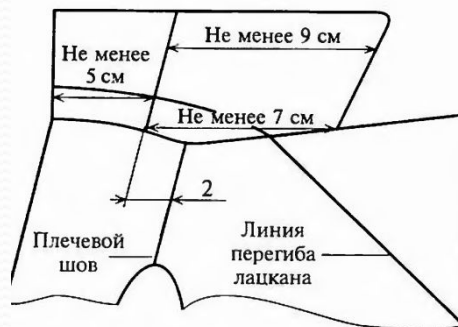 Не менее
5 см
Не менее 9 см
Не менее 7 см
2
Плечевой
шов
Линия
перегиба
лацкана